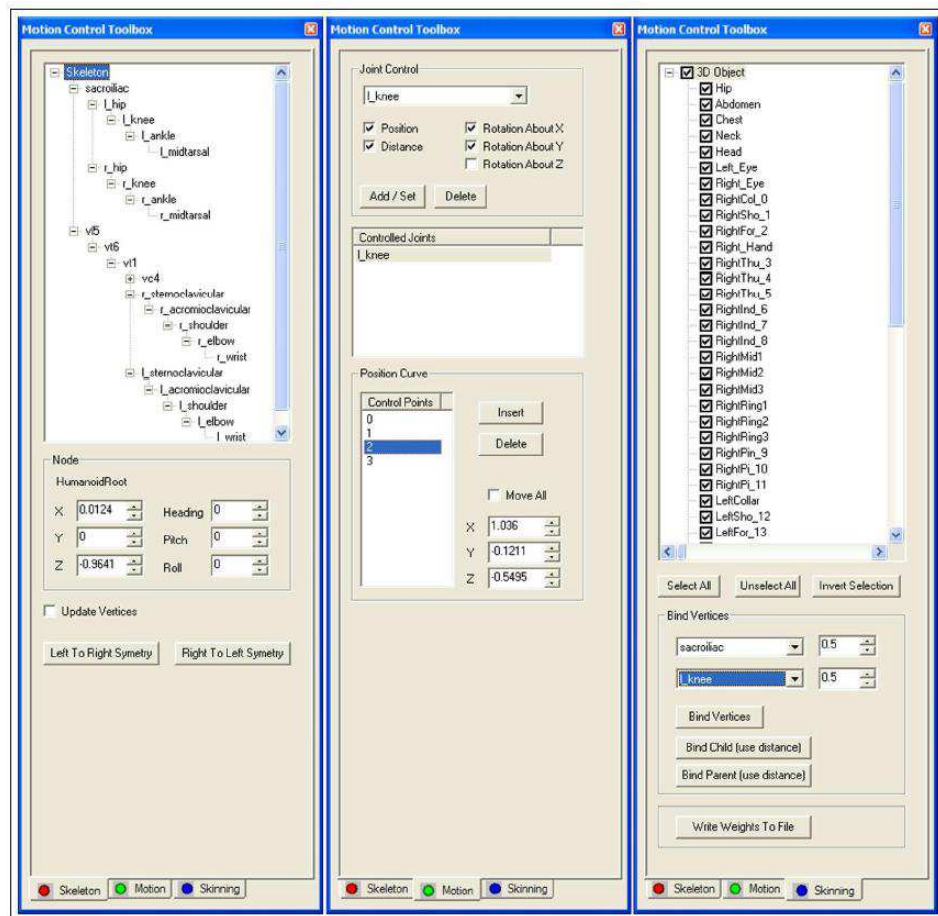 Motion Control Toolbox
Skeleton
sacroiliac
l_hip
l_knee
l_ankle
l_midtarsal
r_hip
r_knee
r_ankle
r_midtarsal
vl5
vt6
vt1
vc4
r_sternoclavicular
r_acromioclavicular
r_shoulder
r_elbow
r_wrist
l_sternoclavicular
l_acromioclavicular
l_shoulder
l_elbow
l_wrist
Node
HumanoidRoot
X 0.0124 Heading 0
Y 0 Pitch 0
Z -0.9641 Roll 0
Update Vertices
Left To Right Symetry Right To Left Symetry
Skeleton Motion Skinning
Motion Control Toolbox
Joint Control
l_knee
Position Rotation About X
Distance Rotation About Y
Rotation About Z
Add / Set Delete
Controlled Joints
l_knee
Position Curve
Control Points
0
1
2
3
Insert
Delete
Move All
X 1.036
Y -0.1211
Z -0.5495
Skeleton Motion Skinning
Motion Control Toolbox
3D Object
Hip
Abdomen
Chest
Neck
Head
Left_Eye
Right_Eye
RightCol_0
RightSho_1
RightFor_2
Right_Hand
RightThu_3
RightThu_4
RightThu_5
RightInd_6
RightInd_7
RightInd_8
RightMid1
RightMid2
RightMid3
RightRing1
RightRing2
RightRing3
RightPin_9
RightPi_10
RightPi_11
LeftCollar
LeftSho_12
LeftFor_13
Select All Unselect All Invert Selection
Bind Vertices
sacroiliac 0.5
l_knee 0.5
Bind Vertices
Bind Child (use distance)
Bind Parent (use distance)
Write Weights To File
Skeleton Motion Skinning